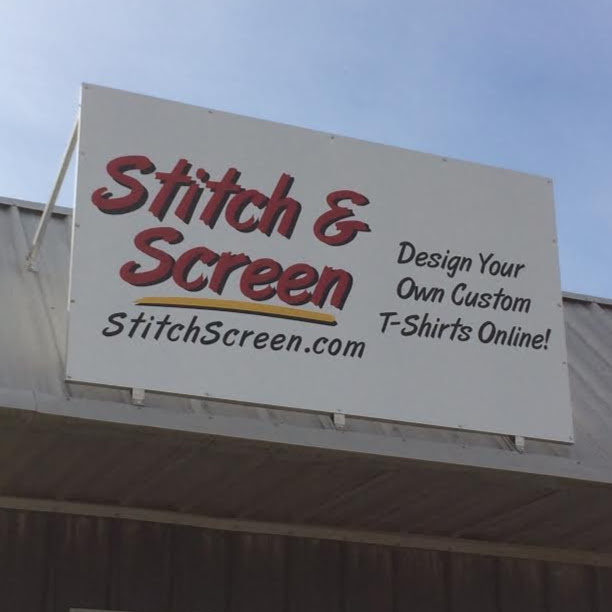 Stitch &
Screen
StitchScreen.com
Design Your
Own Custom
T-Shirts Online!